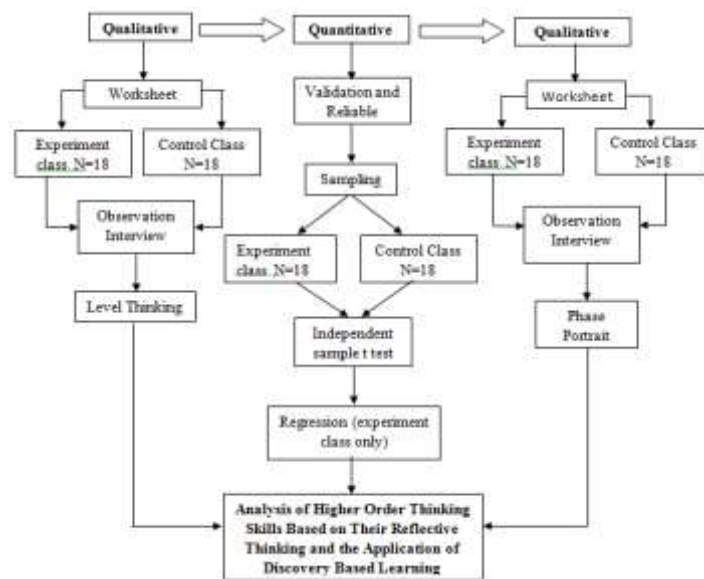 Qualitative
Quantitative
Qualitative
Worksheet
Experiment
class. N=18
Control Class
N=18
Observation
Interview
Level Thinking
Validation and
Reliable
Sampling
Experiment
class. N=18
Control Class
N=18
Independent
sample t test
Regression (experiment
class only)
Worksheet
Experiment
class. N=18
Control Class
N=18
Observation
Interview
Phase
Portrait
Analysis of Higher Order Thinking
Skills Based on Their Reflective
Thinking and the Application of
Discovery Based Learning